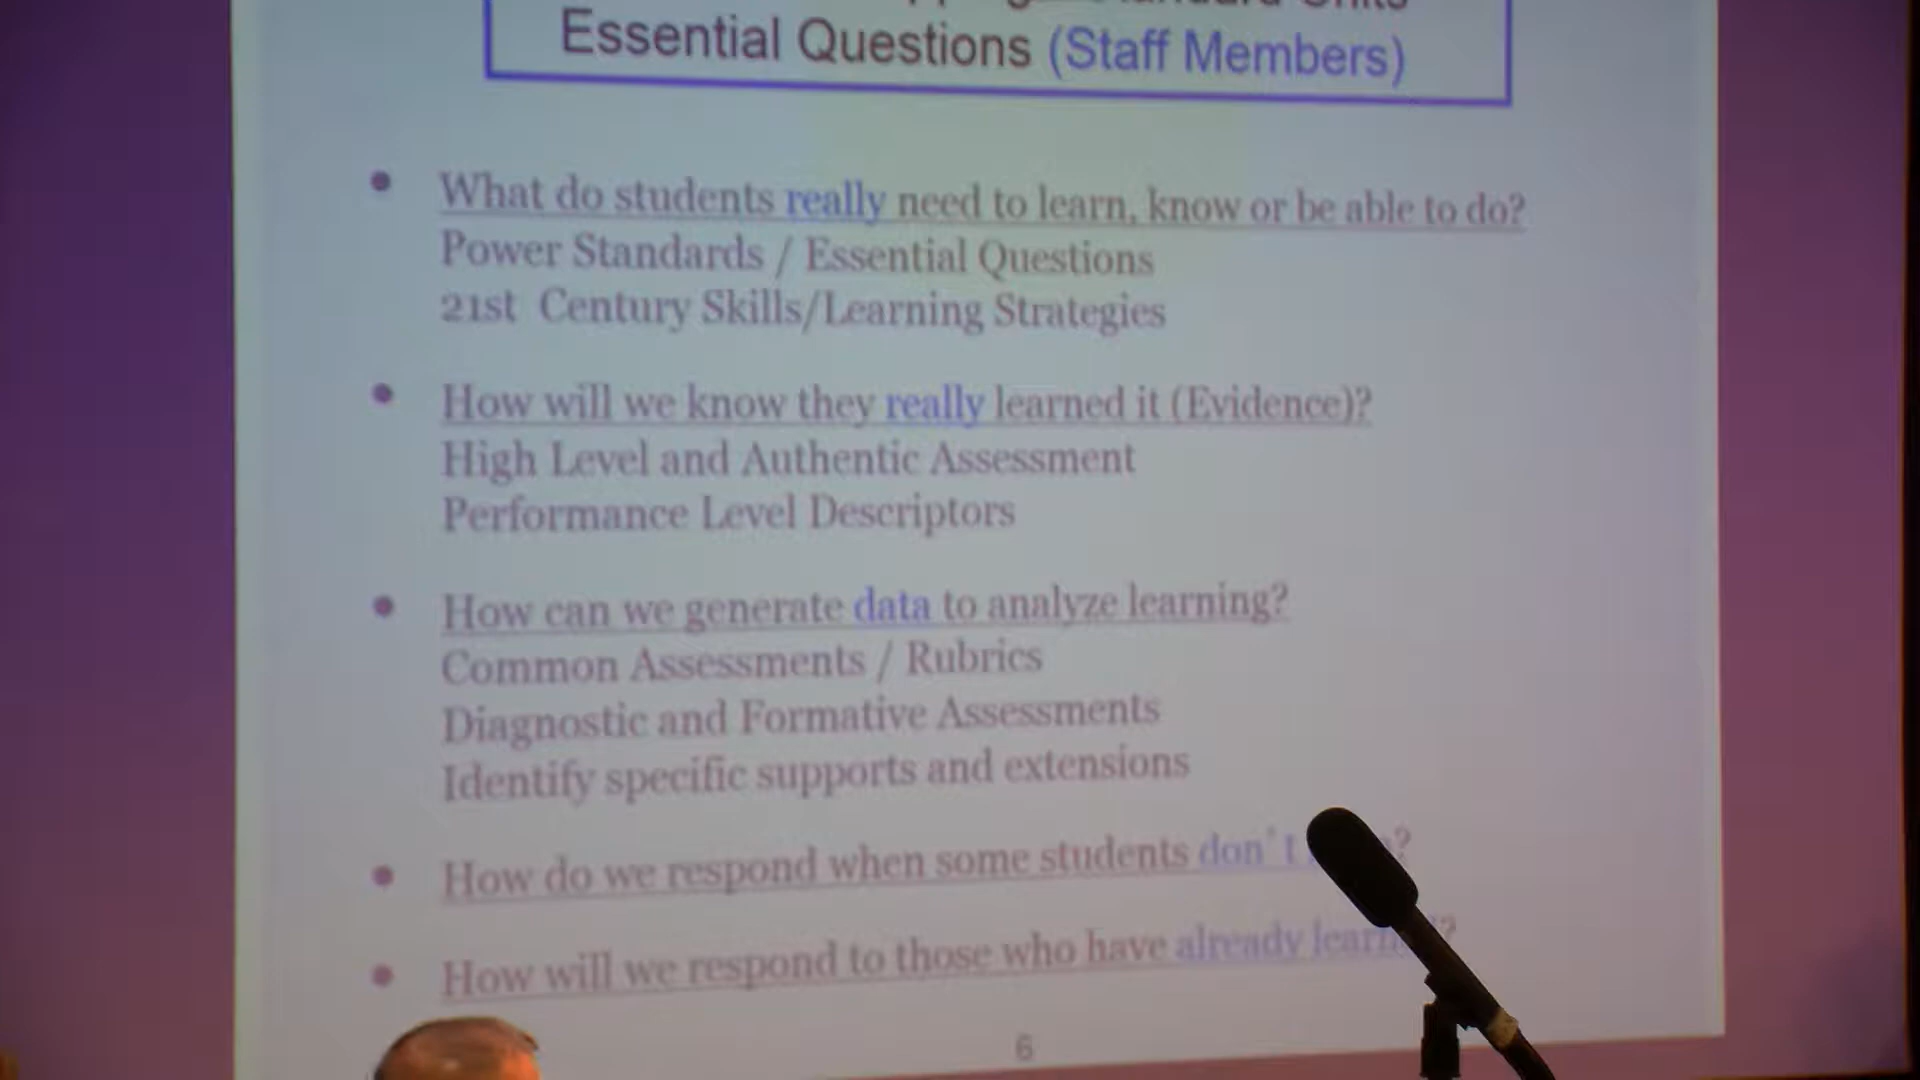 Essential Questions (Staff Members)
• What do students really need to learn, know or be able to do?
Power Standards / Essential Questions
21st Century Skills/Learning Strategies
• How will we know they really learned it (Evidence)?
High Level and Authentic Assessment
Performance Level Descriptors
• How can we generate data to analyze learning?
Common Assessments / Rubrics
Diagnostic and Formative Assessments
Identify specific supports and extensions
• How do we respond when some students don't ?
• How will we respond to those who have already
6